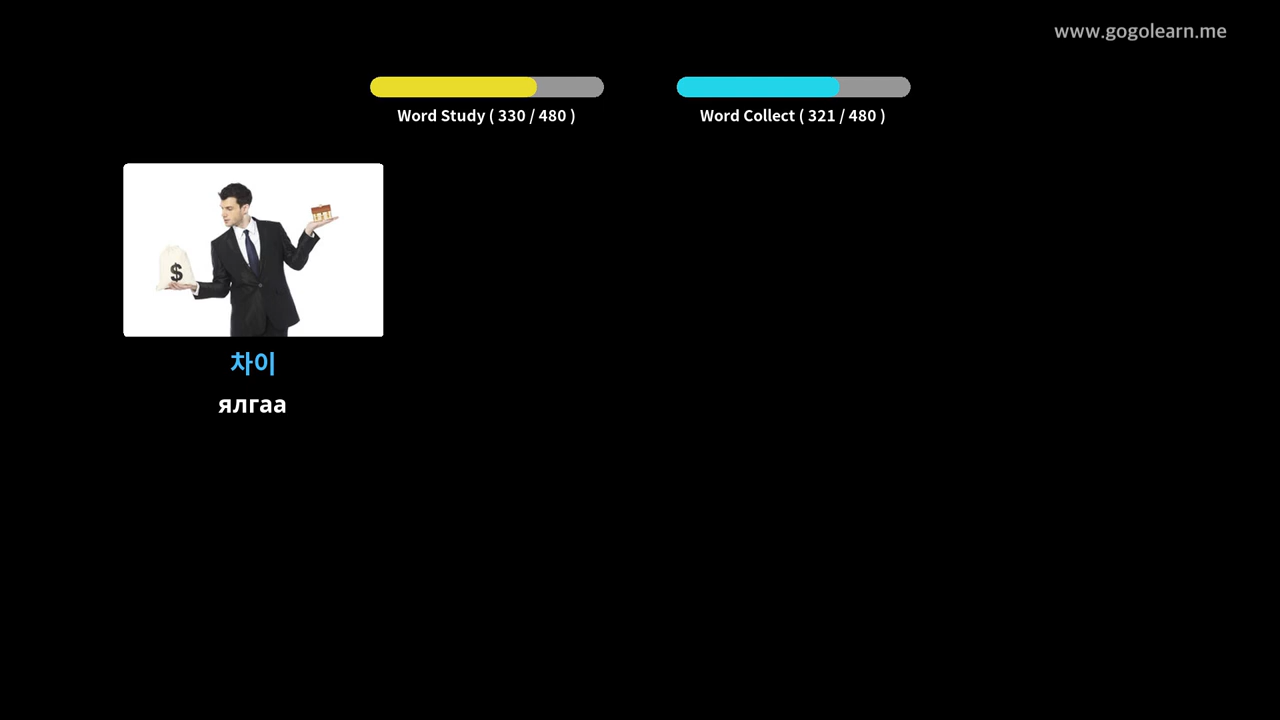 www.gogolearn.me
Word Study ( 330 / 480 )
Word Collect ( 321 / 480 )
$
차이
ялгаа